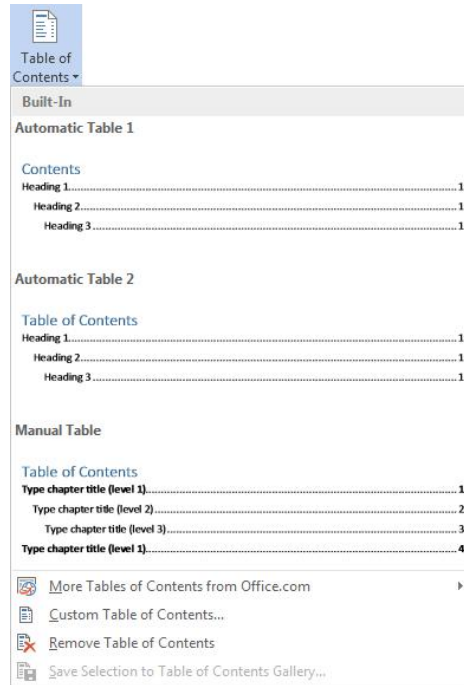 Table of
Contents
Built-In
Automatic Table 1
Contents
Heading 1...1
Heading 2...1
Heading 3...1
Automatic Table 2
Table of Contents
Heading 1...1
Heading 2...1
Heading 3...1
Manual Table
Table of Contents
Type chapter title (level 1)...1
Type chapter title (level 2)...2
Type chapter title (level 3)...3
Type chapter title (level 1)...4
More Tables of Contents from Office.com
Custom Table of Contents...
Remove Table of Contents
Save Selection to Table of Contents Gallery...